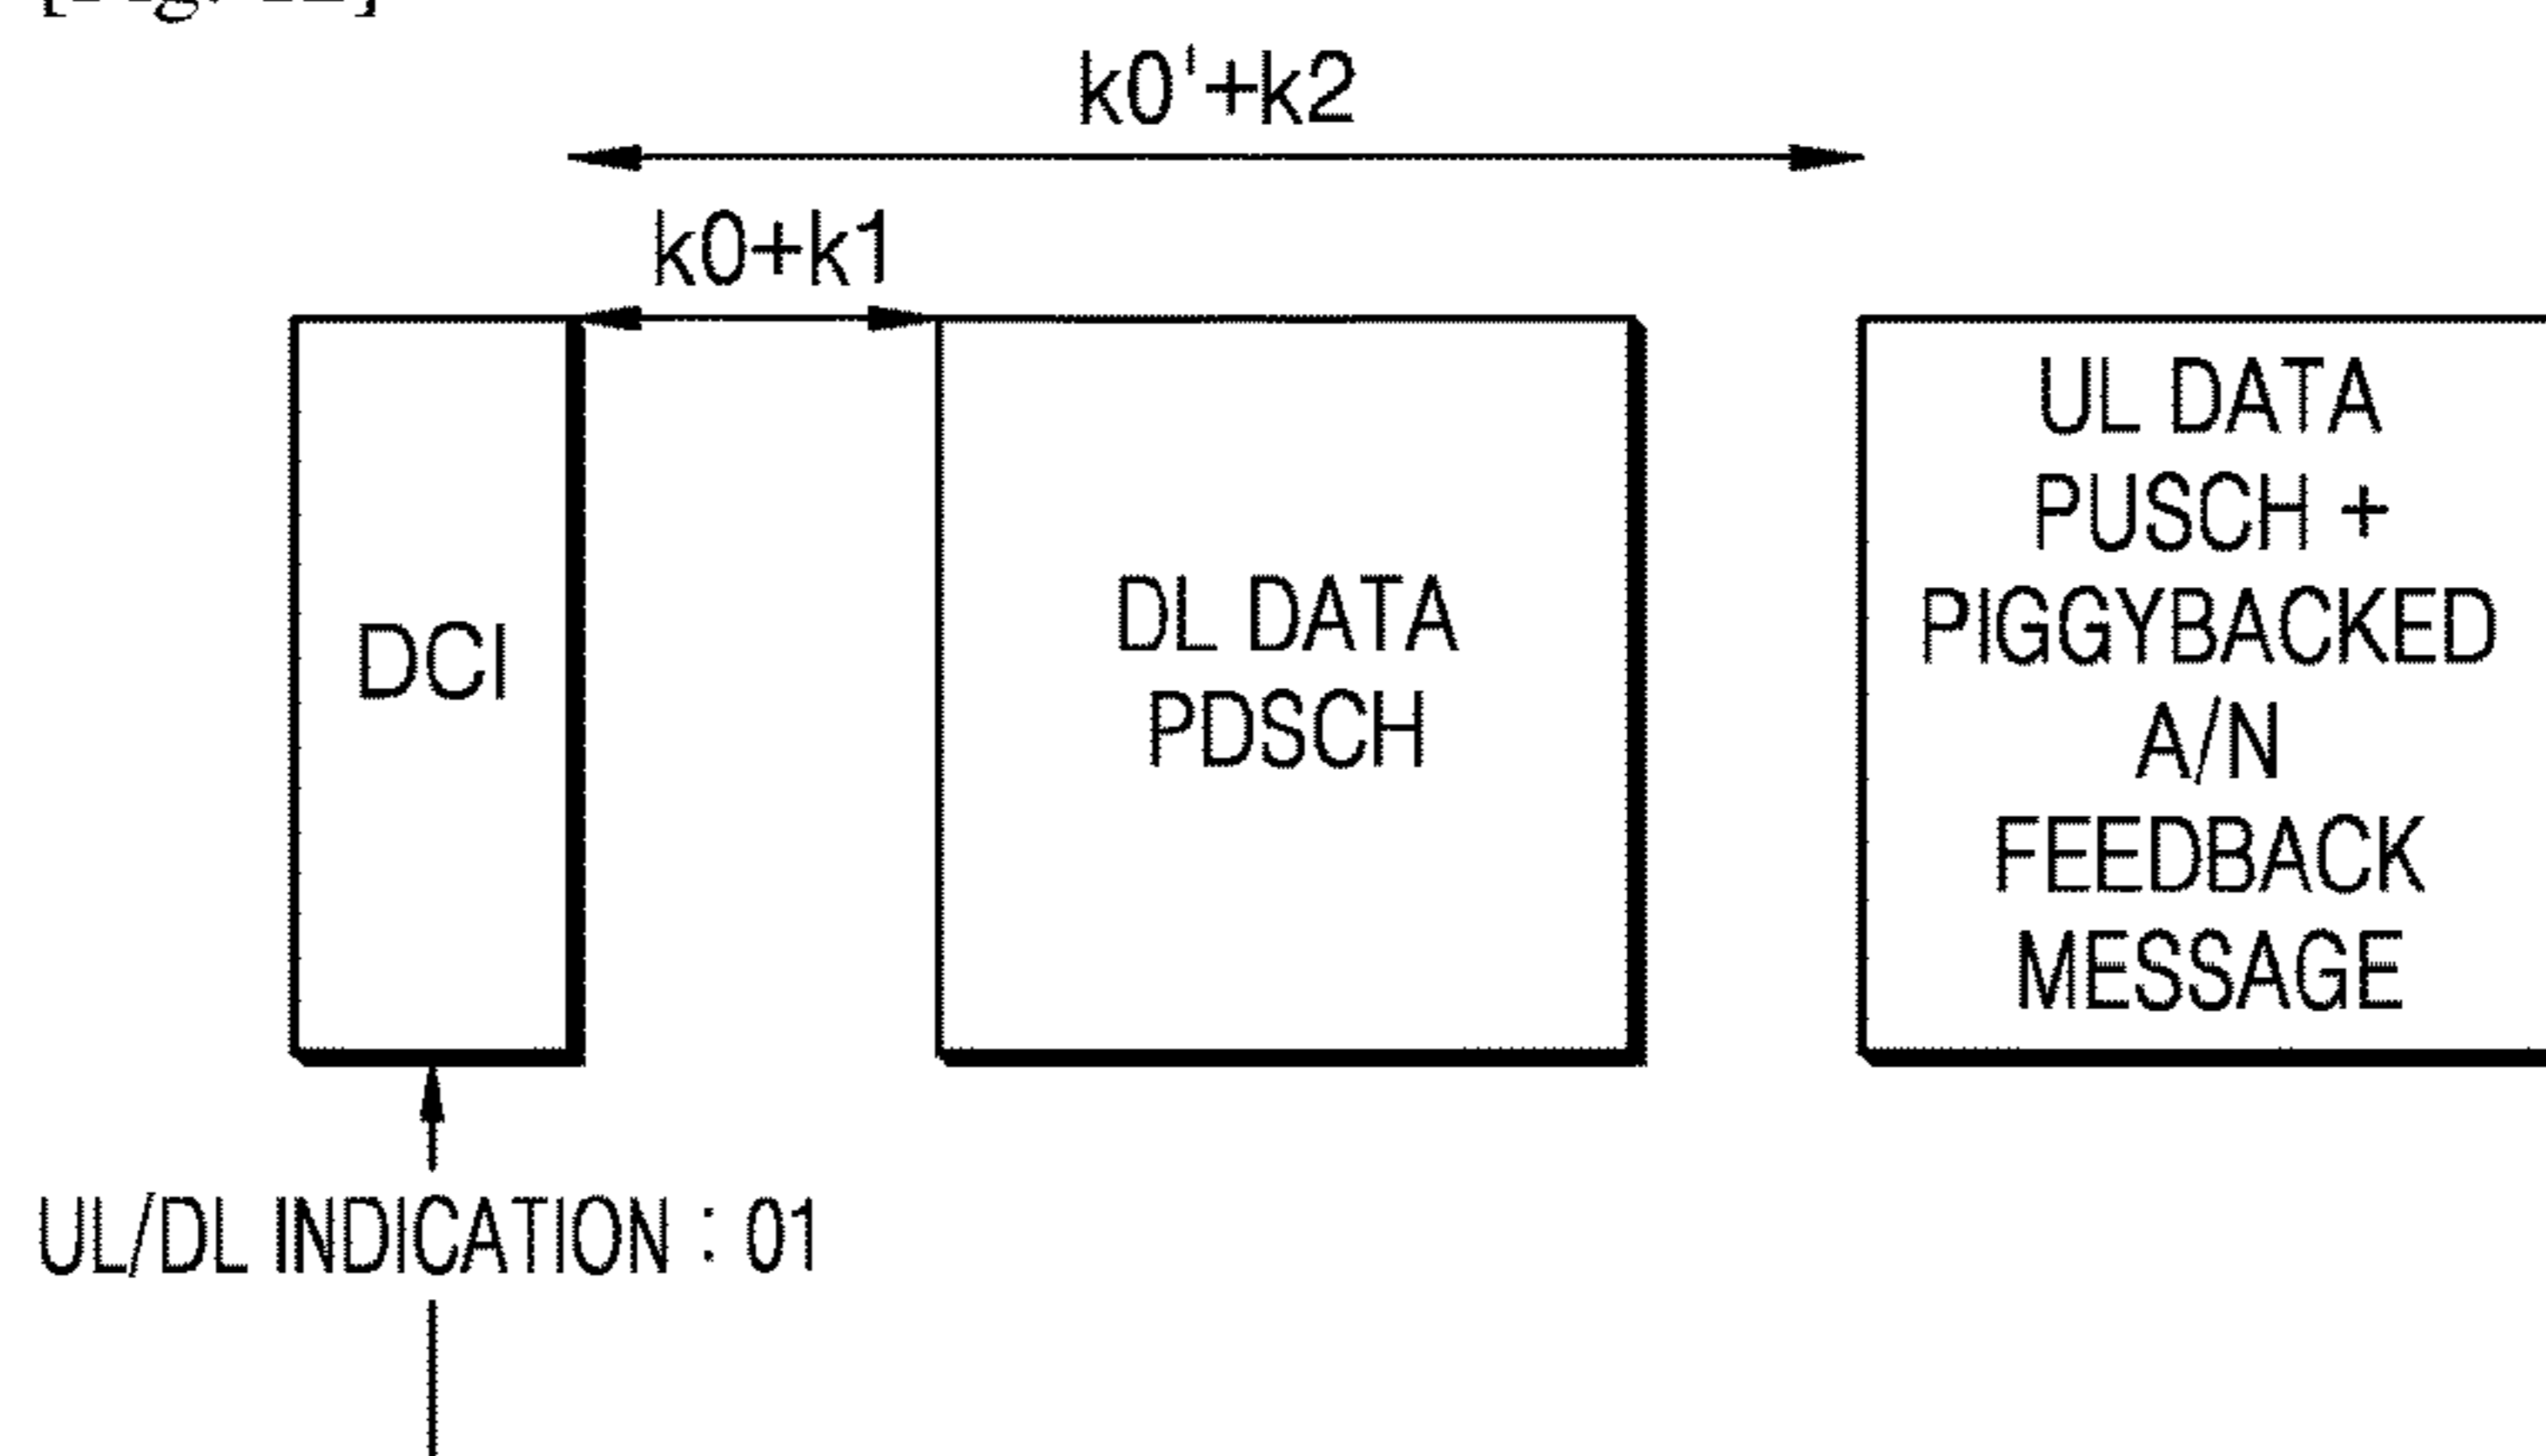 k0'+k2
k0+k1
DCI
DL DATA
PDSCH
UL DATA
PUSCH +
PIGGYBACKED
A/N
FEEDBACK
MESSAGE
UL/DL INDICATION : 01